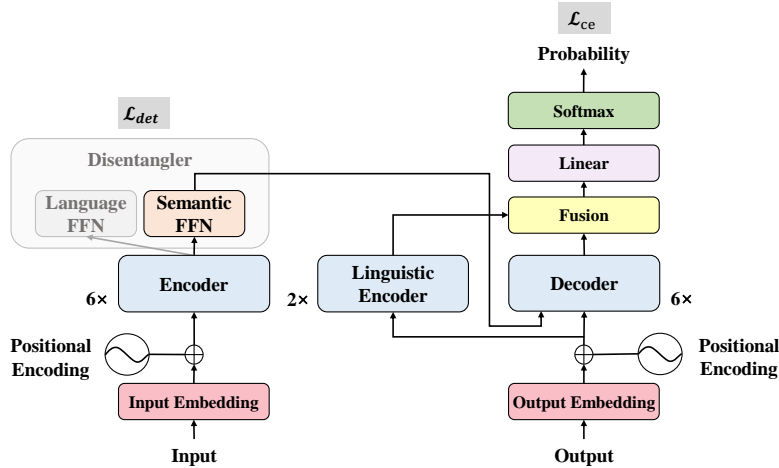 ℒce
Probability
ℒdet
Softmax
Disentangler
Linear
Language
FFN
Semantic
FFN
Fusion
6×
Encoder
2×
Linguistic
Encoder
Decoder
6×
Positional
Encoding
Positional
Encoding
Input Embedding
Output Embedding
Input
Output